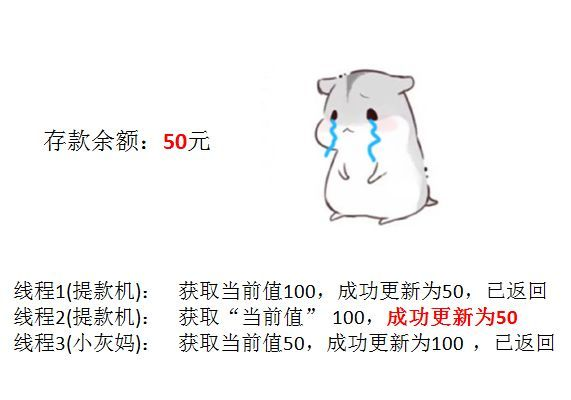 存款余额：50元
线程1(提款机)： 获取当前值100，成功更新为50，已返回
线程2(提款机)： 获取“当前值” 100，成功更新为50
线程3(小灰妈)： 获取当前值50，成功更新为100 ，已返回